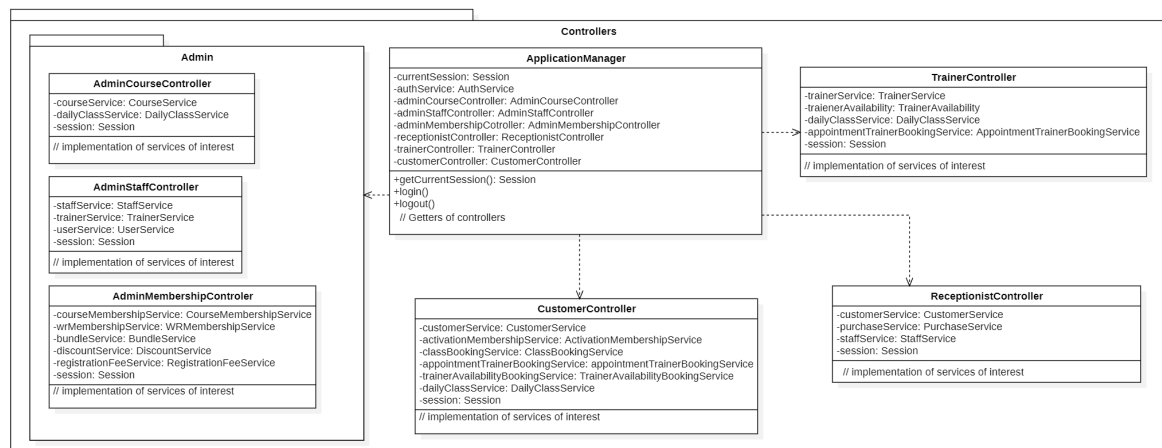 Controllers
Admin
AdminCourseController
-courseService: CourseService
-dailyClassService: DailyClassService
-session: Session
// implementation of services of interest
AdminStaffController
-staffService: StaffService
-trainerService: TrainerService
-userService: UserService
-session: Session
// implementation of services of interest
AdminMembershipControler
-courseMembershipService: CourseMembershipService
-wrMembershipService: WRMembershipService
-bundleService: BundleService
-discountService: DiscountService
-registrationFeeService: RegistrationFeeService
-session: Session
// implementation of services of interest
ApplicationManager
-currentSession: Session
-authService: AuthService
-adminCourseController: AdminCourseController
-adminStaffController: AdminStaffController
-adminMembershipCotroller: AdminMembershipController
-receptionistController: ReceptionistController
-trainerController: TrainerController
-customerController: CustomerController
+getCurrentSession(): Session
+login()
+logout()
// Getters of controllers
TrainerController
-trainerService: TrainerService
-traienerAvailability: TrainerAvailability
-dailyClassService: DailyClassService
-appointmentTrainerBookingService: AppointmentTrainerBookingService
-session: Session
// implementation of services of interest
CustomerController
-customerService: CustomerService
-activationMembershipService: ActivationMembershipService
-classBookingService: ClassBookingService
-appointmentTrainerBookingService: appointmentTrainerBookingService
-trainerAvailabilityBookingService: TrainerAvailabilityBookingService
-dailyClassService: DailyClassService
-session: Session
// implementation of services of interest
ReceptionistController
-customerService: CustomerService
-purchaseService: PurchaseService
-staffService: StaffService
-session: Session
// implementation of services of interest